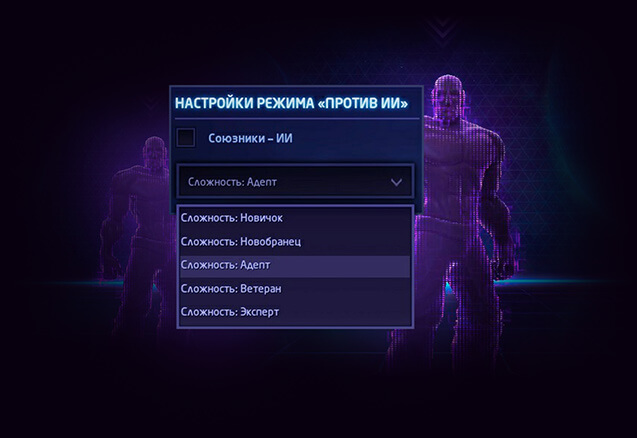 НАСТРОЙКИ РЕЖИМА «ПРОТИВ ИИ»
Союзники – ИИ
Сложность: Адепт
Сложность: Новичок
Сложность: Новобранец
Сложность: Адепт
Сложность: Ветеран
Сложность: Эксперт